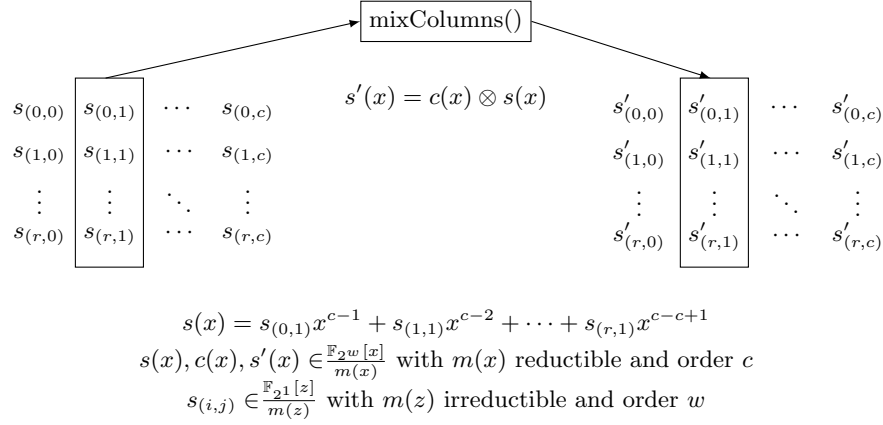 mixColumns()
s′(x) = c(x) ⊗ s(x)
s(0,0) s(0,1) ⋯ s(0,c) s′(0,0) s′(0,1) ⋯ s′(0,c)
s(1,0) s(1,1) ⋯ s(1,c) s′(1,0) s′(1,1) ⋯ s′(1,c)
⋮ ⋮ ⋱ ⋮ ⋮ ⋮ ⋱ ⋮
s(r,0) s(r,1) ⋯ s(r,c) s′(r,0) s′(r,1) ⋯ s′(r,c)
s(x) = s(0,1)x^{c−1} + s(1,1)x^{c−2} + ⋯ + s(r,1)x^{c−c+1}
s(x), c(x), s′(x) ∈ 𝔽_{2^w}[x]/m(x) with m(x) reductible and order c
s(i,j) ∈ 𝔽_{2^1}[z]/m(z) with m(z) irreductible and order w